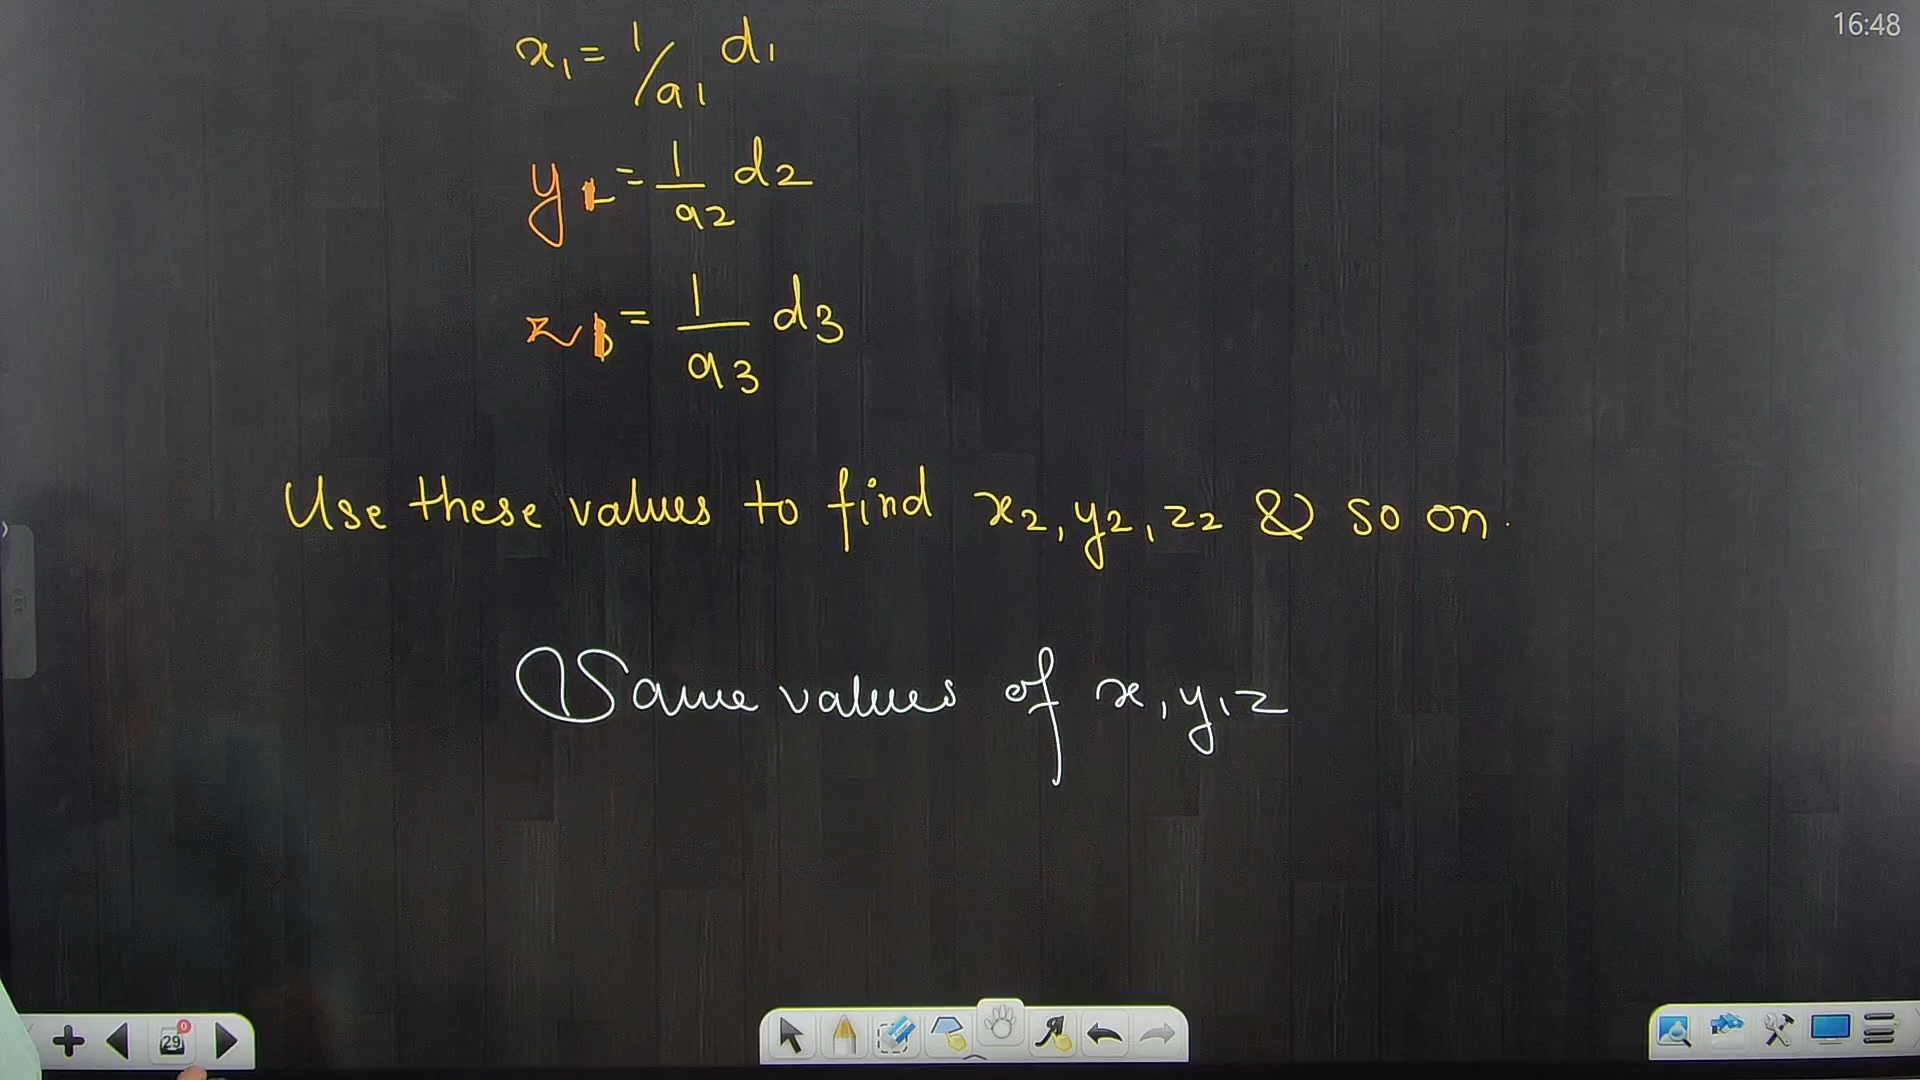 16:48
x₁ = 1/a₁ d₁
y₁ = 1/a₂ d₂
z₁ = 1/a₃ d₃
Use these values to find x₂, y₂, z₂ & so on.
Same values of x, y, z
29
0